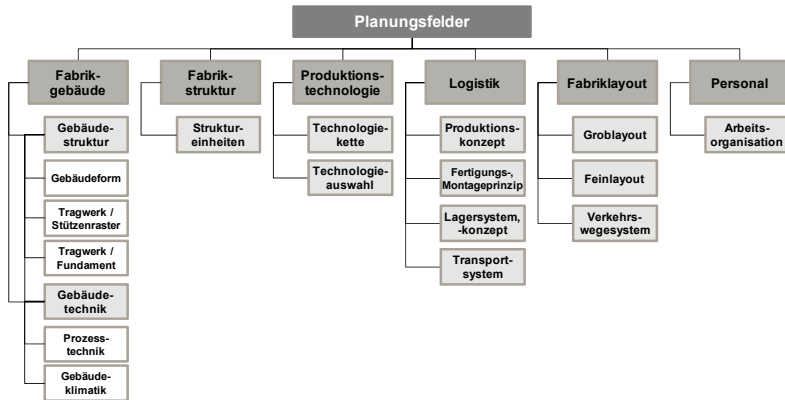 Planungsfelder
Fabrik-
gebäude
Gebäude-
struktur
Gebäudeform
Tragwerk /
Stützenraster
Tragwerk /
Fundament
Gebäude-
technik
Prozess-
technik
Gebäude-
klimatik
Fabrik-
struktur
Struktur-
einheiten
Produktions-
technologie
Technologie-
kette
Technologie-
auswahl
Logistik
Produktions-
konzept
Fertigungs-,
Montageprinzip
Lagersystem,
-konzept
Transport-
system
Fabriklayout
Groblayout
Feinlayout
Verkehrs-
wegesystem
Personal
Arbeits-
organisation